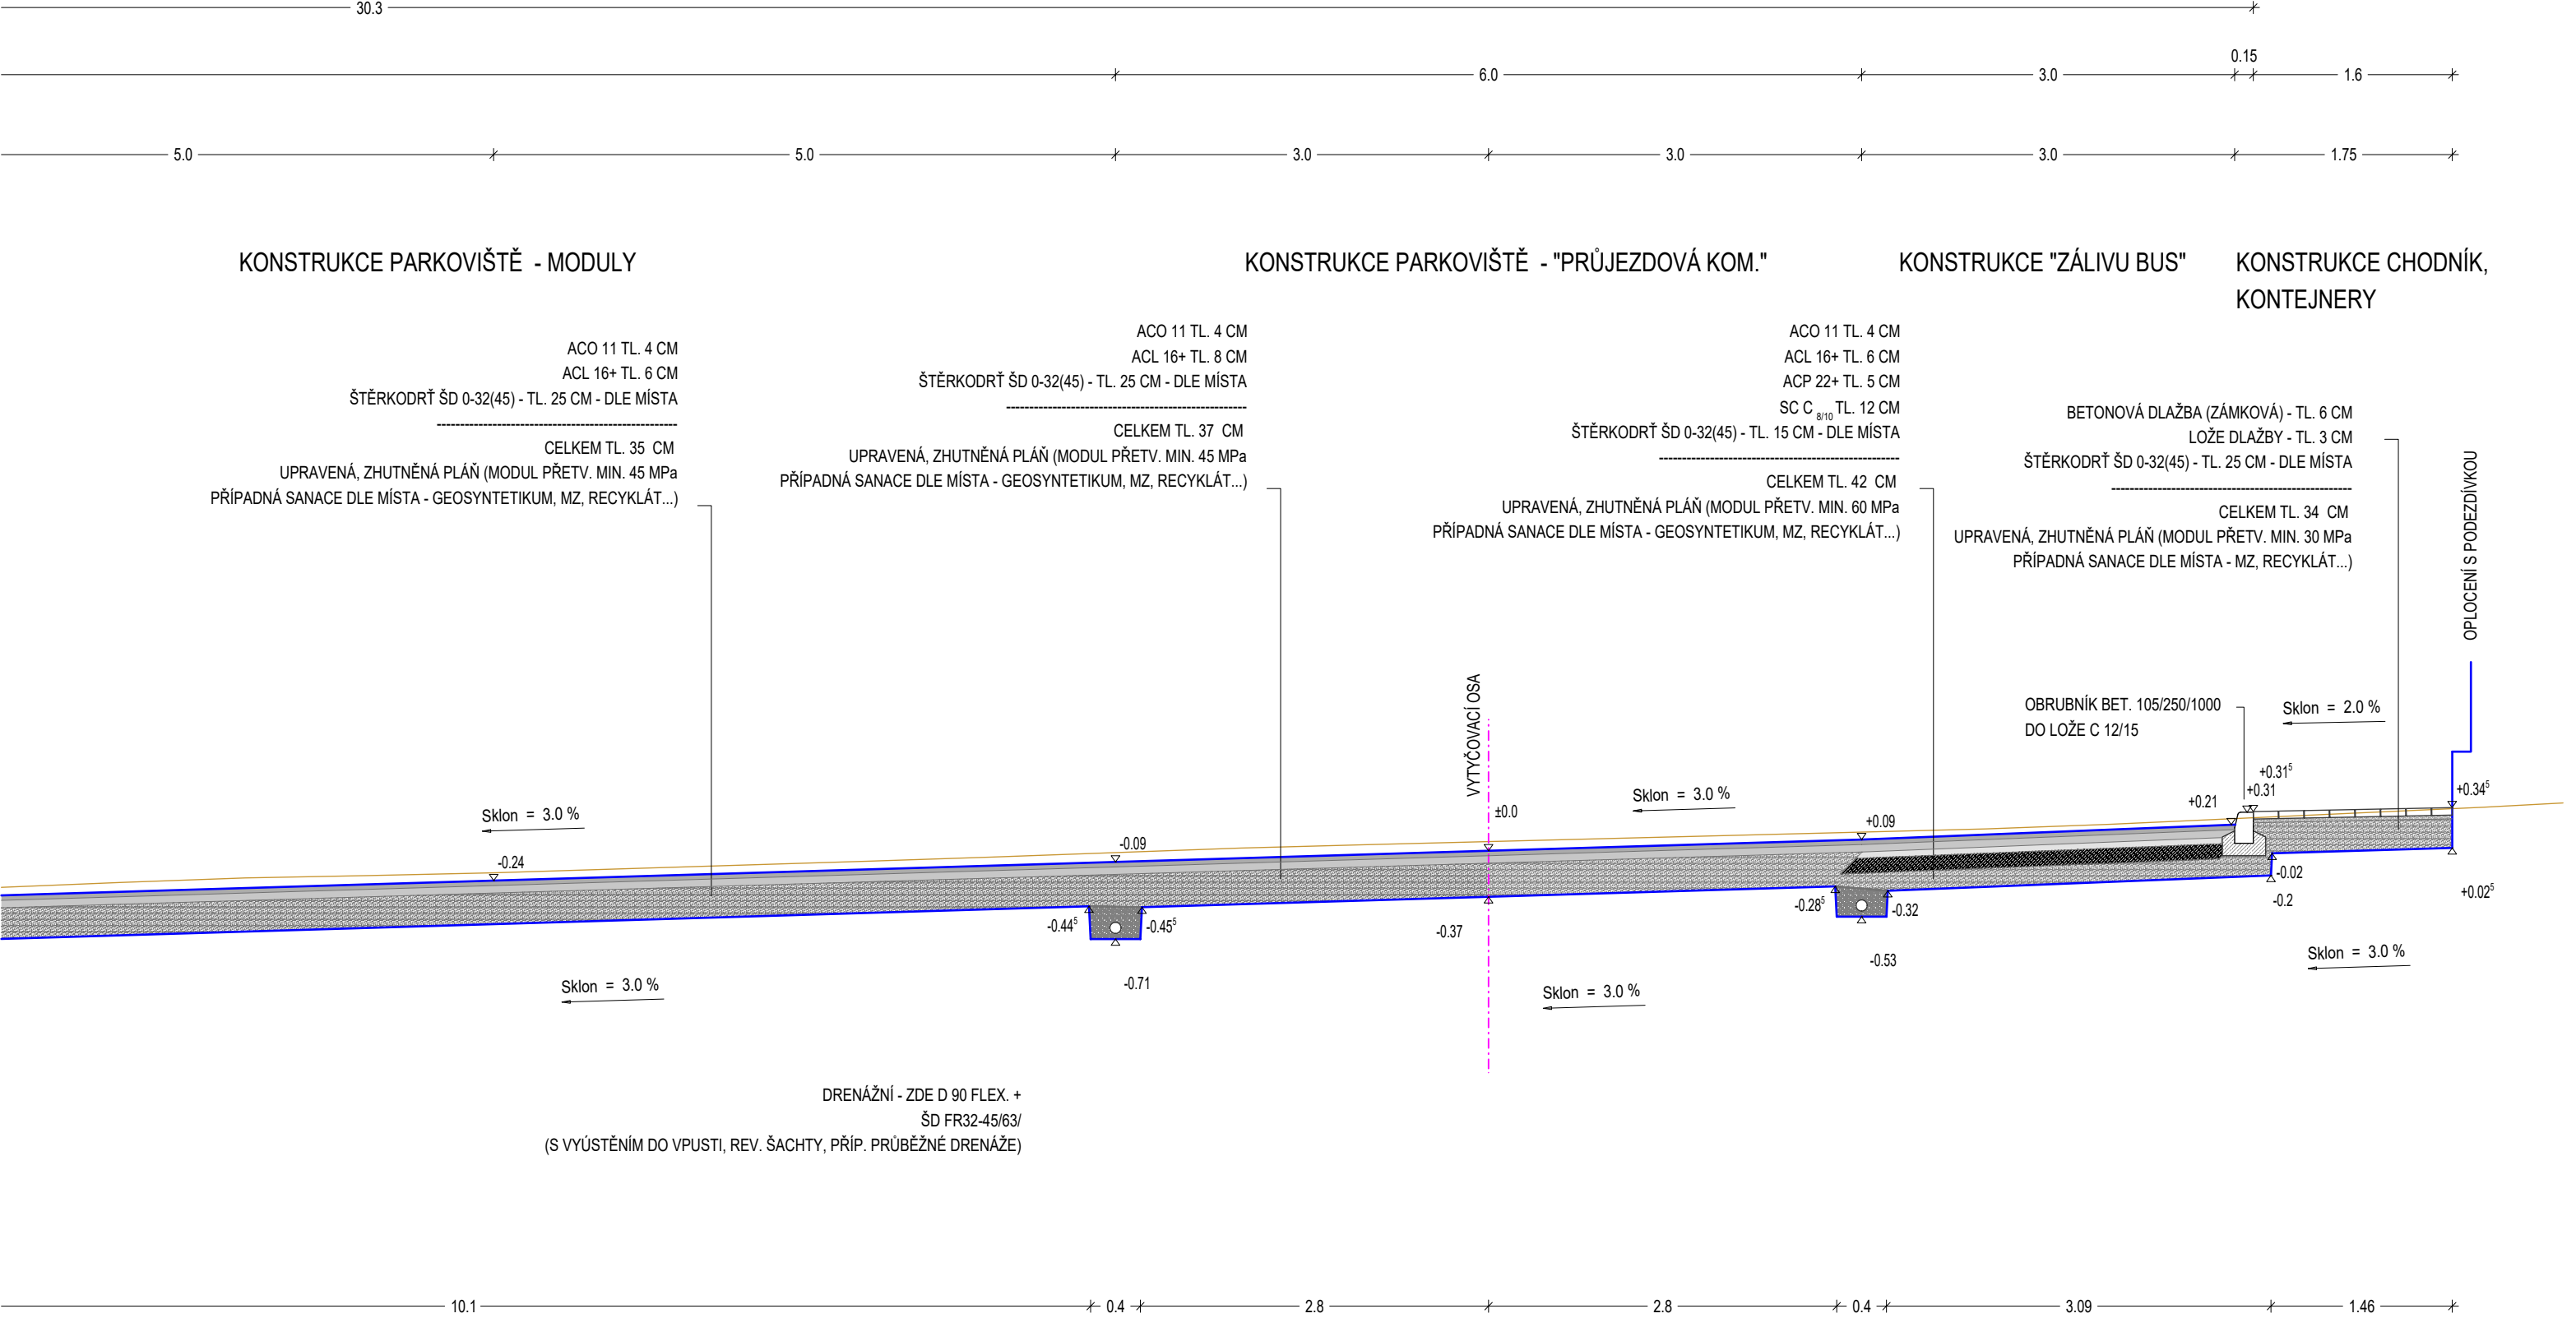 30.3
0.15
6.0
3.0
1.6
5.0
5.0
3.0
3.0
3.0
1.75
KONSTRUKCE PARKOVIŠTĚ - MODULY
ACO 11 TL. 4 CM
ACL 16+ TL. 6 CM
ŠTĚRKODRŤ ŠD 0-32(45) - TL. 25 CM - DLE MÍSTA
--------------------------------------------------
CELKEM TL. 35 CM
UPRAVENÁ, ZHUTNĚNÁ PLÁŇ (MODUL PŘETV. MIN. 45 MPa
PŘÍPADNÁ SANACE DLE MÍSTA - GEOSYNTETIKUM, MZ, RECYKLÁT...)
KONSTRUKCE PARKOVIŠTĚ - "PRŮJEZDOVÁ KOM."
ACO 11 TL. 4 CM
ACL 16+ TL. 8 CM
ŠTĚRKODRŤ ŠD 0-32(45) - TL. 25 CM - DLE MÍSTA
--------------------------------------------------
CELKEM TL. 37 CM
UPRAVENÁ, ZHUTNĚNÁ PLÁŇ (MODUL PŘETV. MIN. 45 MPa
PŘÍPADNÁ SANACE DLE MÍSTA - GEOSYNTETIKUM, MZ, RECYKLÁT...)
KONSTRUKCE "ZÁLIVU BUS"
ACO 11 TL. 4 CM
ACL 16+ TL. 6 CM
ACP 22+ TL. 5 CM
SC C 8/10 TL. 12 CM
ŠTĚRKODRŤ ŠD 0-32(45) - TL. 15 CM - DLE MÍSTA
--------------------------------------------------
CELKEM TL. 42 CM
UPRAVENÁ, ZHUTNĚNÁ PLÁŇ (MODUL PŘETV. MIN. 60 MPa
PŘÍPADNÁ SANACE DLE MÍSTA - GEOSYNTETIKUM, MZ, RECYKLÁT...)
KONSTRUKCE CHODNÍK,
KONTEJNERY
BETONOVÁ DLAŽBA (ZÁMKOVÁ) - TL. 6 CM
LOŽE DLAŽBY - TL. 3 CM
ŠTĚRKODRŤ ŠD 0-32(45) - TL. 25 CM - DLE MÍSTA
--------------------------------------------------
CELKEM TL. 34 CM
UPRAVENÁ, ZHUTNĚNÁ PLÁŇ (MODUL PŘETV. MIN. 30 MPa
PŘÍPADNÁ SANACE DLE MÍSTA - MZ, RECYKLÁT...)
OPLOCENÍ S PODEZDÍVKOU
VYTYČOVACÍ OSA
OBRUBNÍK BET. 105/250/1000
DO LOŽE C 12/15
Sklon = 2.0 %
Sklon = 3.0 %
Sklon = 3.0 %
-0.24
-0.09
±0.0
+0.09
+0.21
+0.31
+0.31⁵
+0.34⁵
-0.44⁵
-0.45⁵
-0.71
-0.37
-0.28⁵
-0.32
-0.53
-0.02
-0.2
+0.02⁵
Sklon = 3.0 %
Sklon = 3.0 %
Sklon = 3.0 %
DRENÁŽNÍ - ZDE D 90 FLEX. +
ŠD FR32-45/63/
(S VYÚSTĚNÍM DO VPUSTI, REV. ŠACHTY, PŘÍP. PRŮBĚŽNÉ DRENÁŽE)
10.1
0.4
2.8
2.8
0.4
3.09
1.46